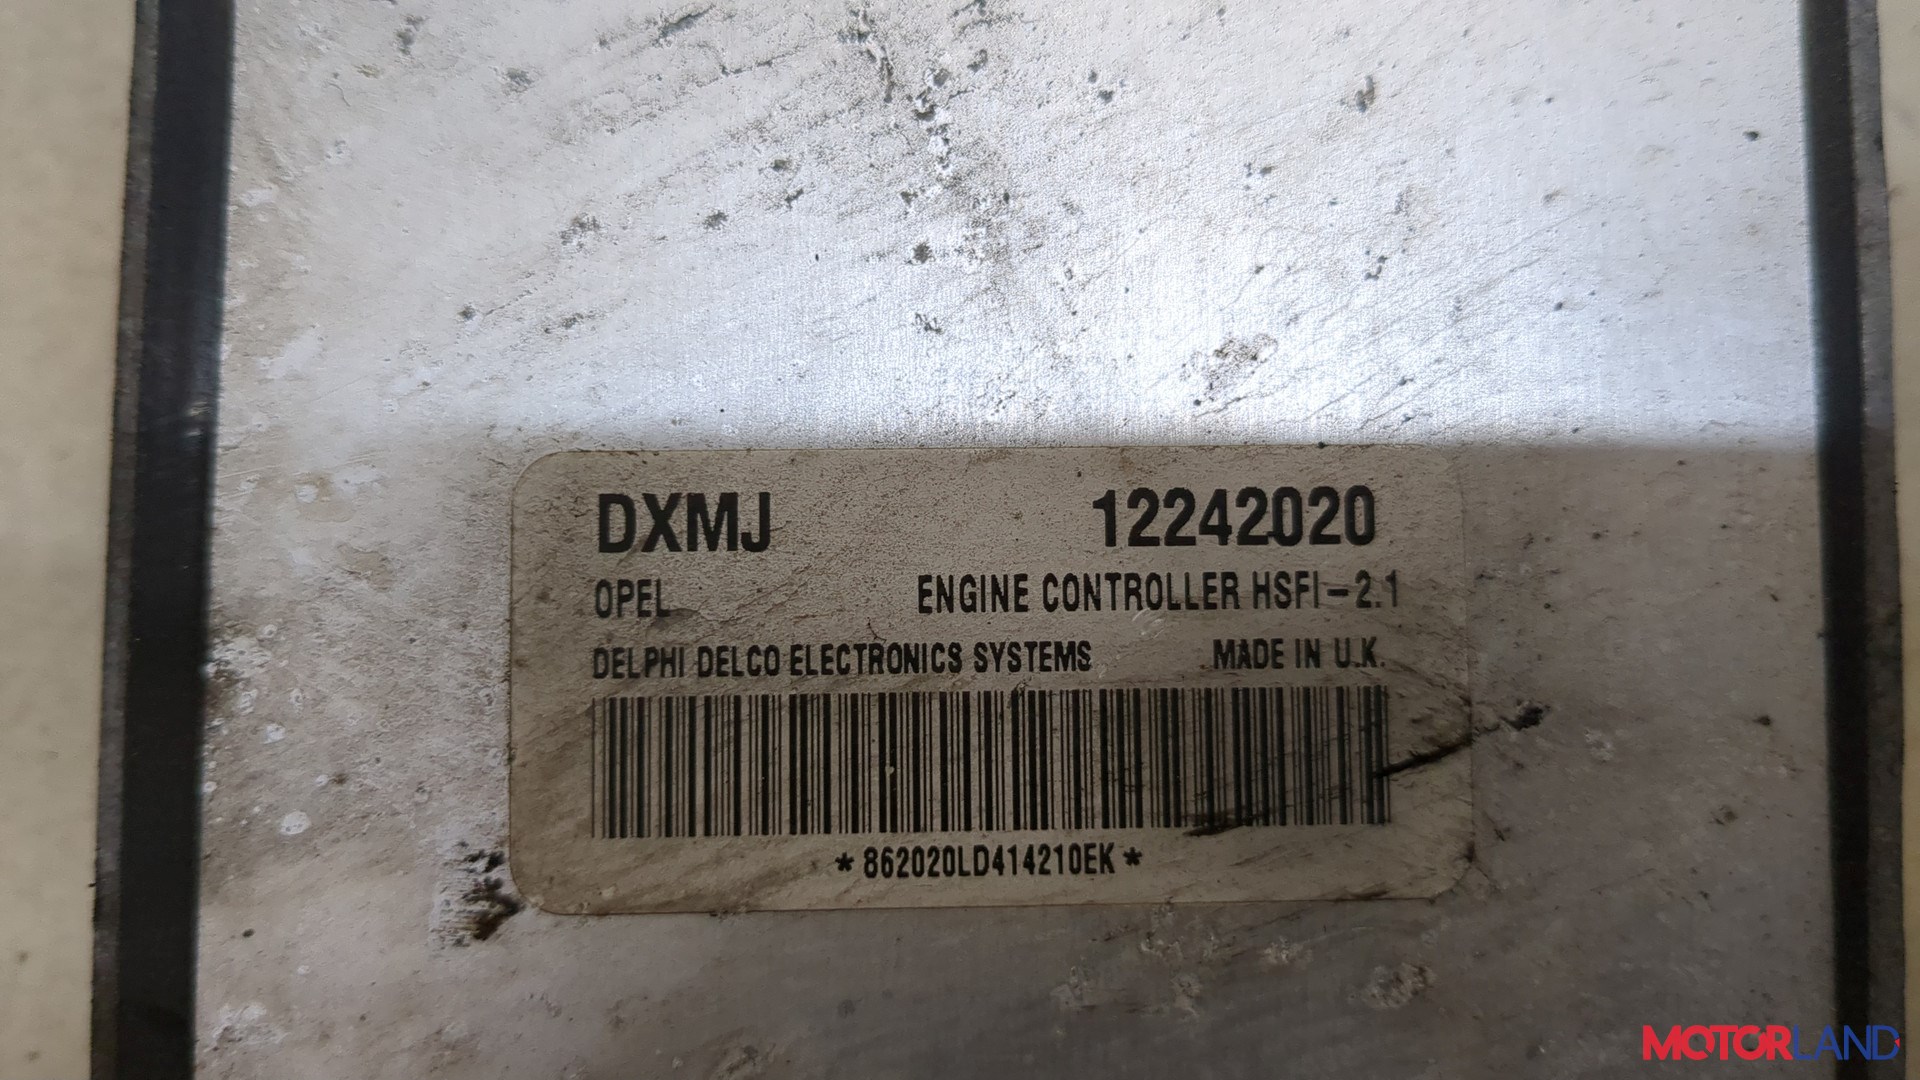 DXMJ 12242020
OPEL ENGINE CONTROLLER HSFI-2.1
DELPHI DELCO ELECTRONICS SYSTEMS MADE IN U.K.
*862020LD414210EK*
MOTORLAND